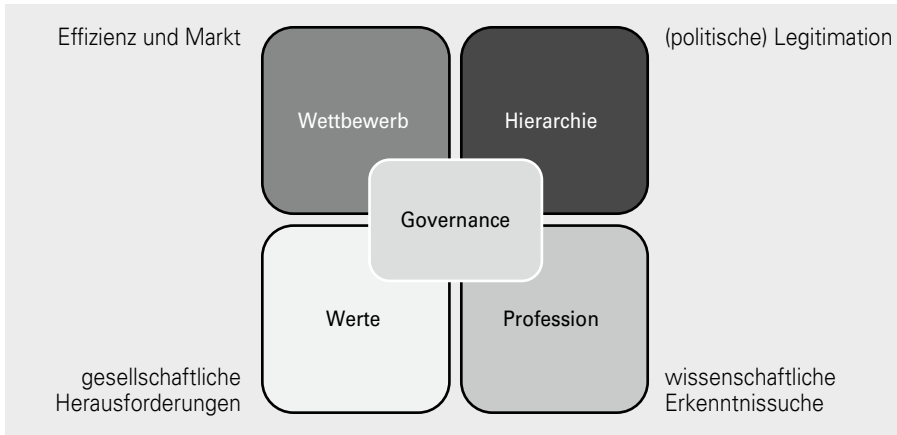 Effizienz und Markt
(politische) Legitimation
Wettbewerb
Hierarchie
Governance
Werte
Profession
gesellschaftliche
Herausforderungen
wissenschaftliche
Erkenntnissuche